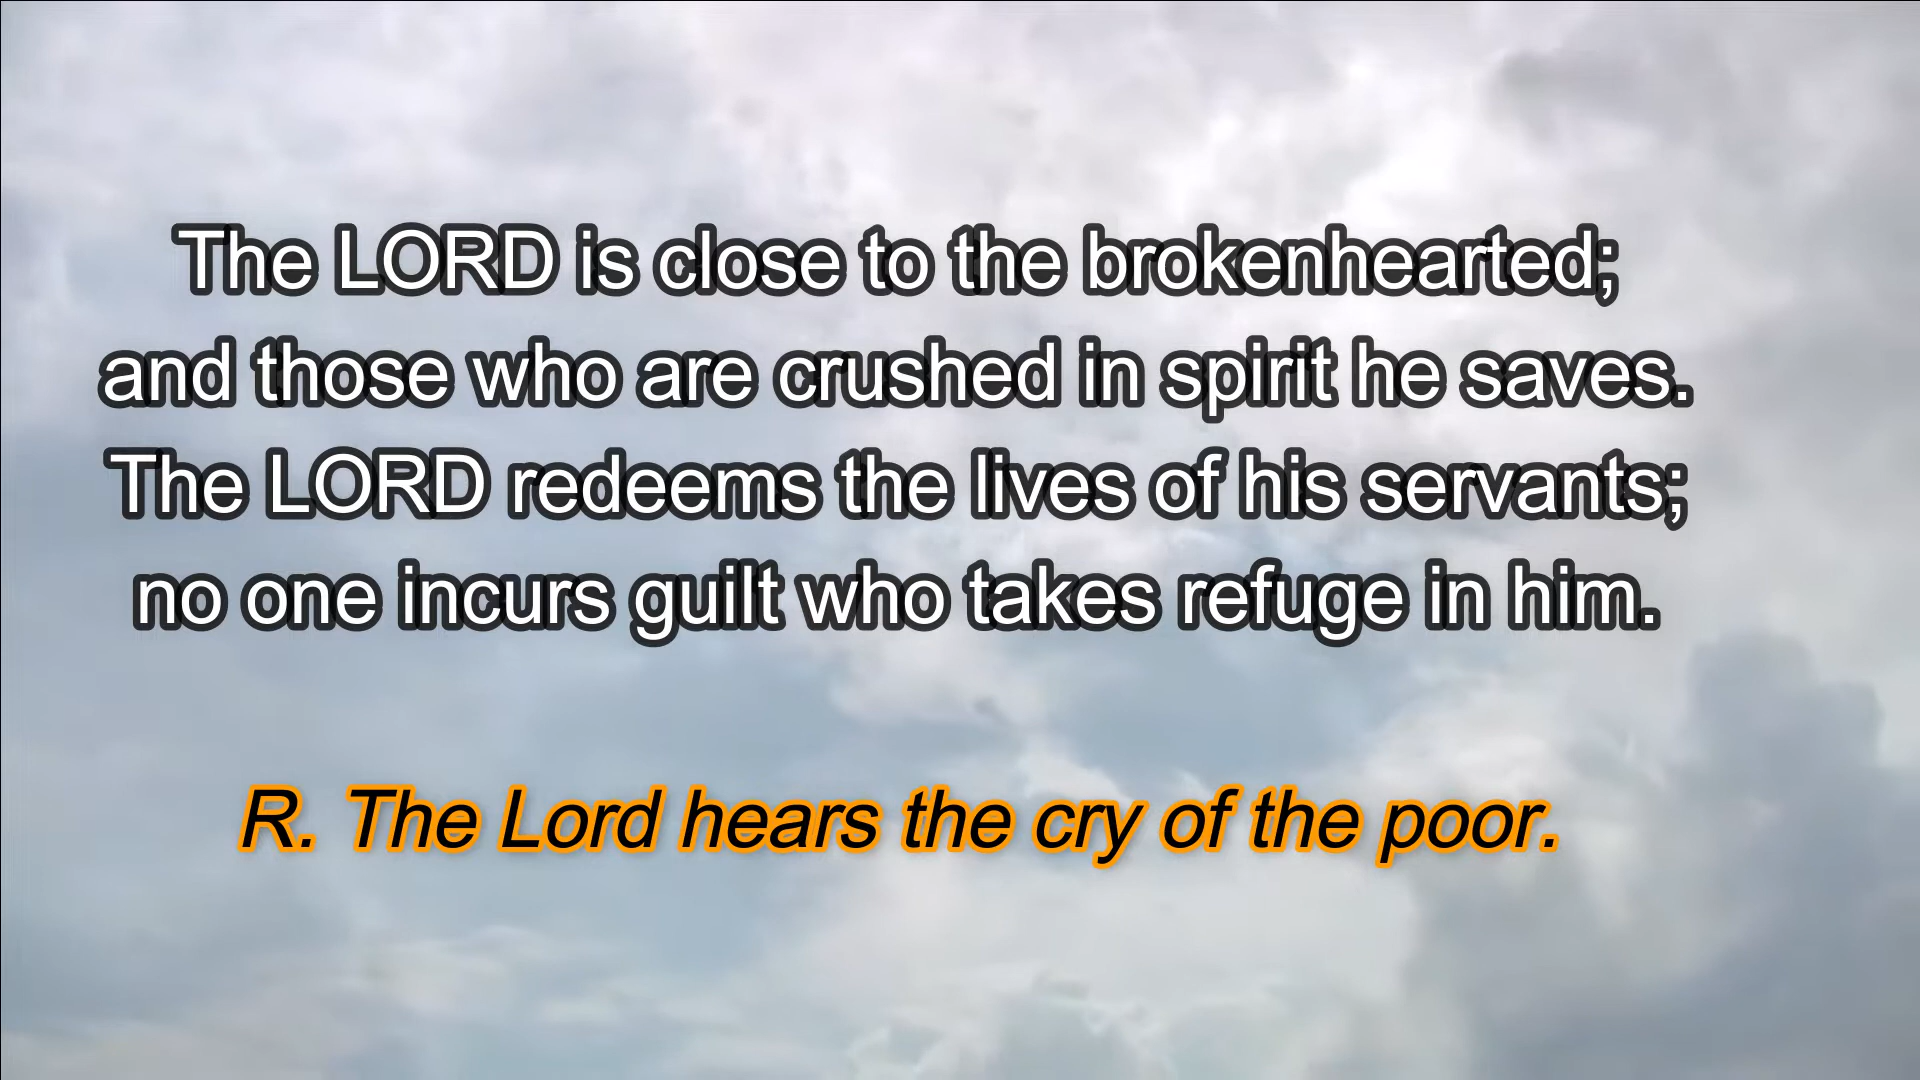 The LORD is close to the brokenhearted;
and those who are crushed in spirit he saves.
The LORD redeems the lives of his servants;
no one incurs guilt who takes refuge in him.
R. The Lord hears the cry of the poor.